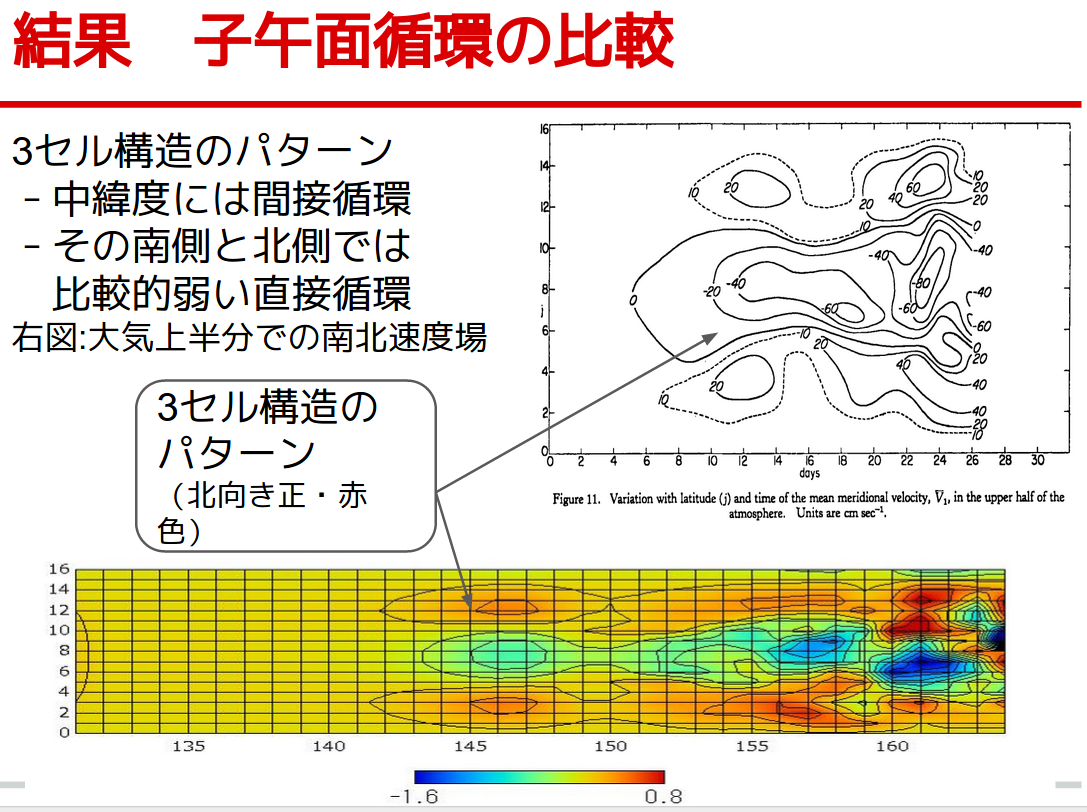 結果　子午面循環の比較
3セル構造のパターン
- 中緯度には間接循環
- その南側と北側では
比較的弱い直接循環
右図:大気上半分での南北速度場
3セル構造の
パターン
（北向き正・赤
色）
16
14
12
10
8
j
6
4
2
0
0 2 4 6 8 10 12 14 16 18 20 22 24 26 28 30
days
10 20 20 40 60 10 20 20
10 0
-40 -40
0 -20 -40 -80 -40
-60 -60 -60
-10 20 0 20
10 20 40 40
40
20
10
Figure 11. Variation with latitude (j) and time of the mean meridional velocity, V̅₁, in the upper half of the
atmosphere. Units are cm sec⁻¹.
16
14
12
10
8
6
4
2
0
135 140 145 150 155 160
-1.6 0.8